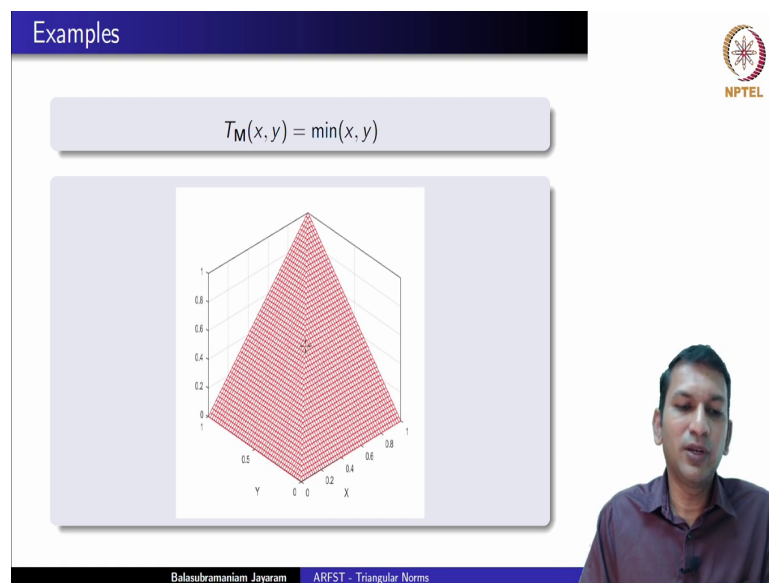 Examples
NPTEL
T_M(x, y) = min(x, y)
1
0.8
0.6
0.4
0.2
0
1
0.5
0
Y
0
0.2
0.4
0.6
0.8
1
X
Balasubramaniam Jayaram
ARFST - Triangular Norms